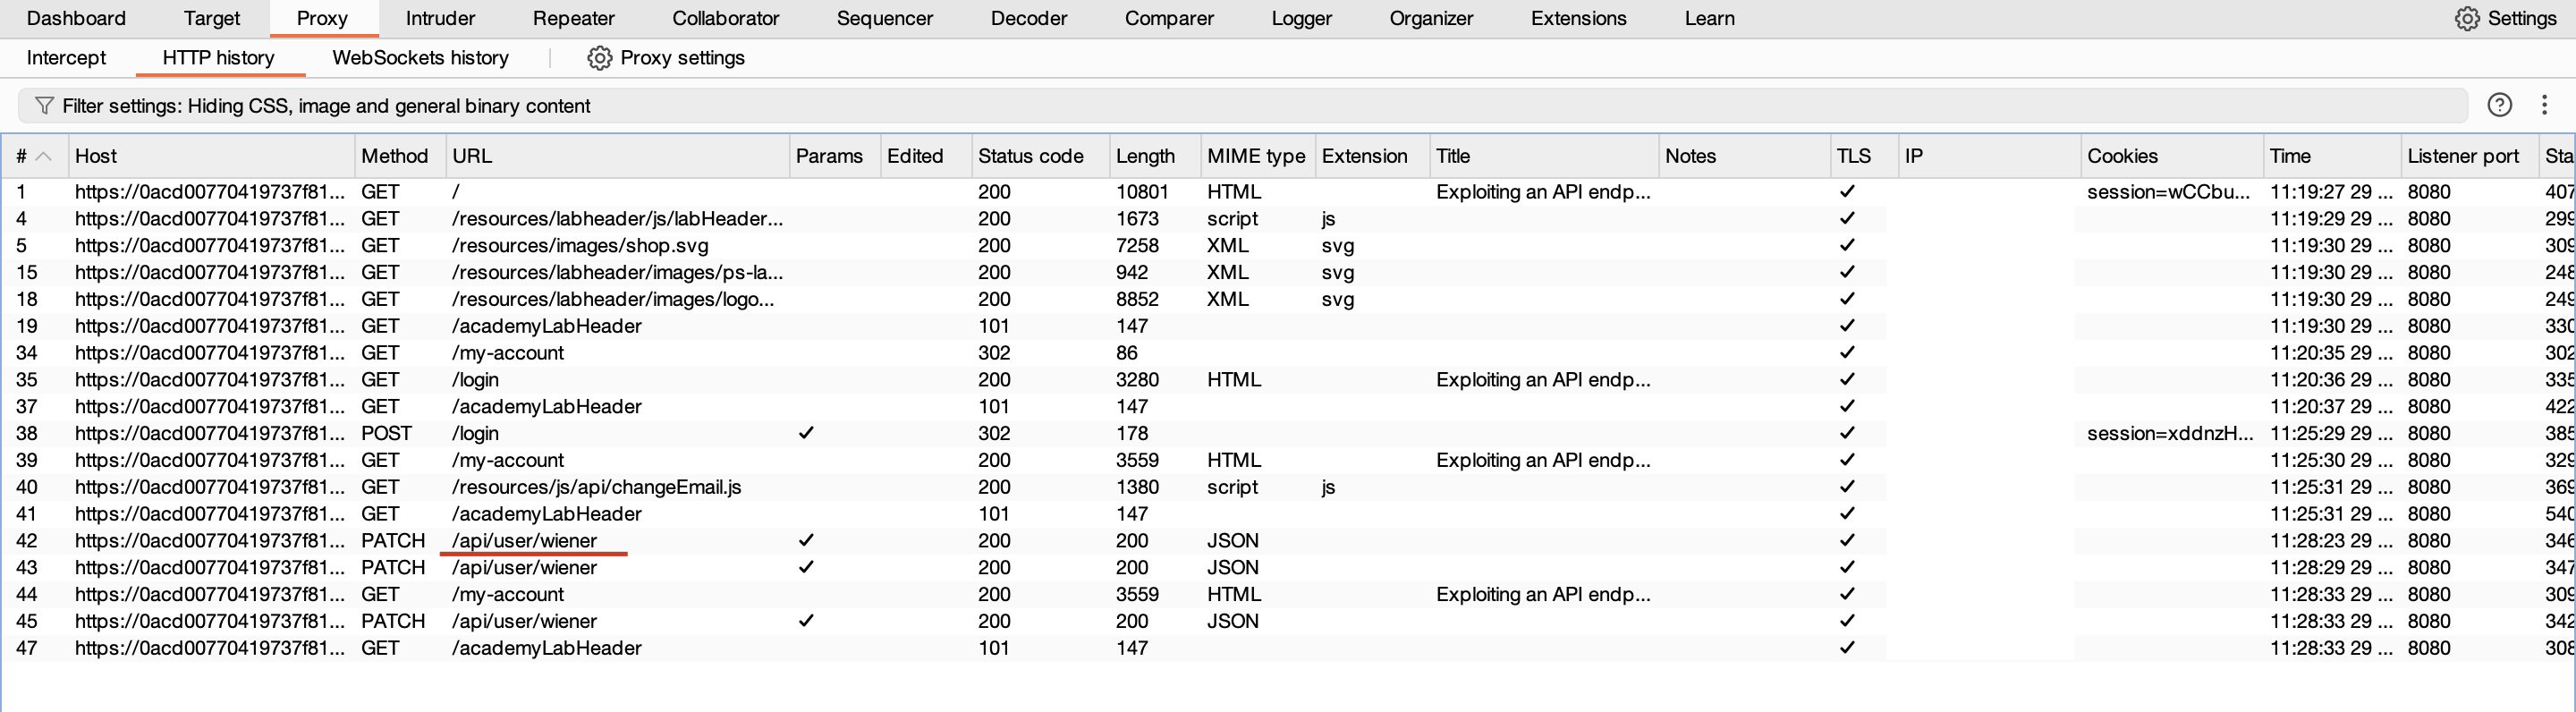 Dashboard Target Proxy Intruder Repeater Collaborator Sequencer Decoder Comparer Logger Organizer Extensions Learn Settings
Intercept HTTP history WebSockets history Proxy settings
Filter settings: Hiding CSS, image and general binary content
# Host Method URL Params Edited Status code Length MIME type Extension Title Notes TLS IP Cookies Time Listener port Sta
1 https://0acd00770419737f81... GET / 200 10801 HTML Exploiting an API endp... ✓ session=wCCbu... 11:19:27 29 ... 8080 407
4 https://0acd00770419737f81... GET /resources/labheader/js/labHeader... 200 1673 script js ✓ 11:19:29 29 ... 8080 299
5 https://0acd00770419737f81... GET /resources/images/shop.svg 200 7258 XML svg ✓ 11:19:30 29 ... 8080 309
15 https://0acd00770419737f81... GET /resources/labheader/images/ps-la... 200 942 XML svg ✓ 11:19:30 29 ... 8080 248
18 https://0acd00770419737f81... GET /resources/labheader/images/logo... 200 8852 XML svg ✓ 11:19:30 29 ... 8080 249
19 https://0acd00770419737f81... GET /academyLabHeader 101 147 ✓ 11:19:30 29 ... 8080 330
34 https://0acd00770419737f81... GET /my-account 302 86 ✓ 11:20:35 29 ... 8080 302
35 https://0acd00770419737f81... GET /login 200 3280 HTML Exploiting an API endp... ✓ 11:20:36 29 ... 8080 335
37 https://0acd00770419737f81... GET /academyLabHeader 101 147 ✓ 11:20:37 29 ... 8080 422
38 https://0acd00770419737f81... POST /login ✓ 302 178 ✓ session=xddnzH... 11:25:29 29 ... 8080 385
39 https://0acd00770419737f81... GET /my-account 200 3559 HTML Exploiting an API endp... ✓ 11:25:30 29 ... 8080 329
40 https://0acd00770419737f81... GET /resources/js/api/changeEmail.js 200 1380 script js ✓ 11:25:31 29 ... 8080 369
41 https://0acd00770419737f81... GET /academyLabHeader 101 147 ✓ 11:25:31 29 ... 8080 540
42 https://0acd00770419737f81... PATCH /api/user/wiener ✓ 200 200 JSON ✓ 11:28:23 29 ... 8080 346
43 https://0acd00770419737f81... PATCH /api/user/wiener ✓ 200 200 JSON ✓ 11:28:29 29 ... 8080 347
44 https://0acd00770419737f81... GET /my-account 200 3559 HTML Exploiting an API endp... ✓ 11:28:33 29 ... 8080 309
45 https://0acd00770419737f81... PATCH /api/user/wiener ✓ 200 200 JSON ✓ 11:28:33 29 ... 8080 342
47 https://0acd00770419737f81... GET /academyLabHeader 101 147 ✓ 11:28:33 29 ... 8080 308